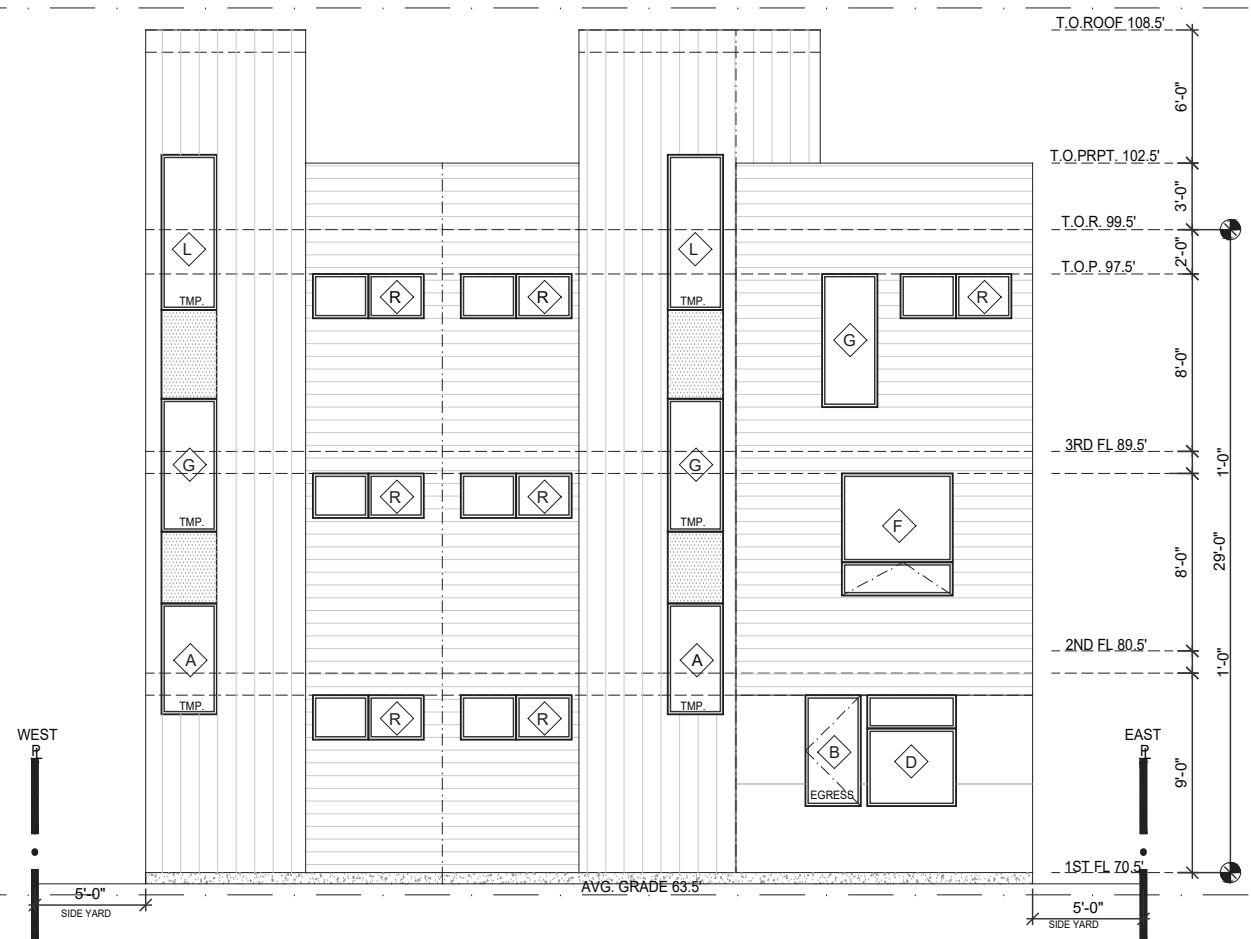 T.O.ROOF 108.5'
6'-0"
T.O.PRPT. 102.5'
3'-0"
T.O.R. 99.5'
2'-0"
T.O.P. 97.5'
L
TMP.
L
TMP.
R
R
G
R
8'-0"
3RD FL 89.5'
1'-0"
G
TMP.
R
R
G
TMP.
F
8'-0"
29'-0"
2ND FL 80.5'
1'-0"
A
TMP.
R
R
A
TMP.
B
EGRESS
D
9'-0"
WEST
PL
EAST
PL
1ST FL 70.5'
AVG. GRADE 63.5'
5'-0"
SIDE YARD
5'-0"
SIDE YARD